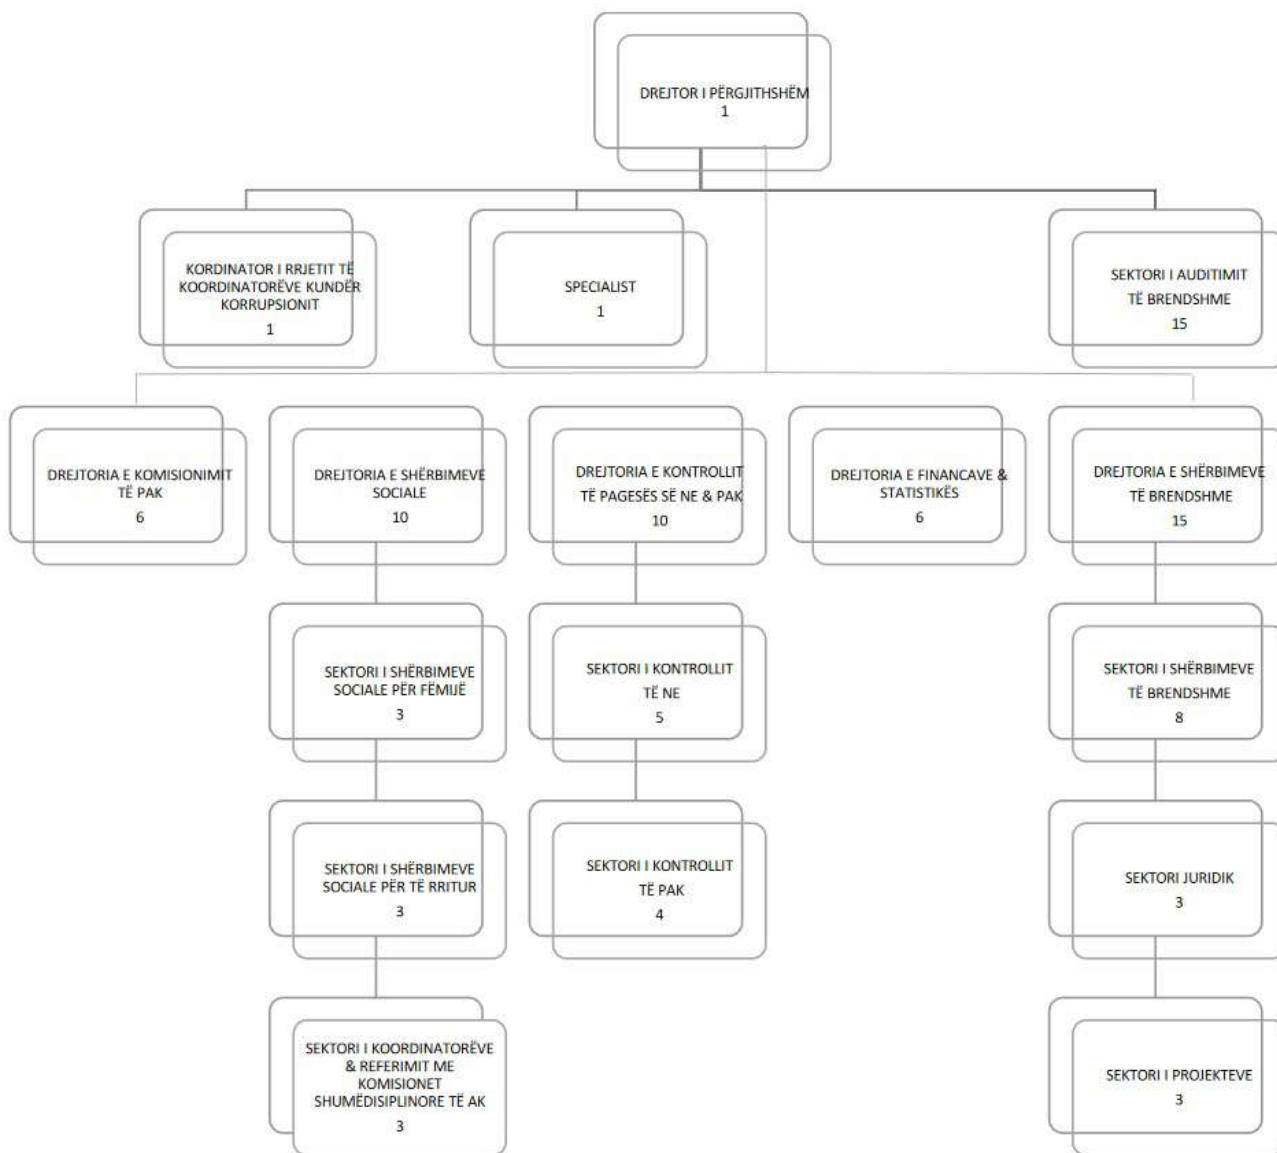 DREJTOR I PËRGJITHSHËM
1
KORDINATOR I RRJETIT TË
KOORDINATORËVE KUNDËR
KORRUPSIONIT
1
SPECIALIST
1
SEKTORI I AUDITIMIT
TË BRENDSHME
15
DREJTORIA E KOMISIONIMIT
TË PAK
6
DREJTORIA E SHËRBIMEVE
SOCIALE
10
DREJTORIA E KONTROLLIT
TË PAGESËS SË NE & PAK
10
DREJTORIA E FINANCAVE &
STATISTIKËS
6
DREJTORIA E SHËRBIMEVE
TË BRENDSHME
15
SEKTORI I SHËRBIMEVE
SOCIALE PËR FËMIJË
3
SEKTORI I KONTROLLIT
TË NE
5
SEKTORI I SHËRBIMEVE
TË BRENDSHME
8
SEKTORI I SHËRBIMEVE
SOCIALE PËR TË RRITUR
3
SEKTORI I KONTROLLIT
TË PAK
4
SEKTORI JURIDIK
3
SEKTORI I KOORDINATORËVE
& REFERIMIT ME
KOMISIONET
SHUMËDISIPLINORE TË AK
3
SEKTORI I PROJEKTEVE
3